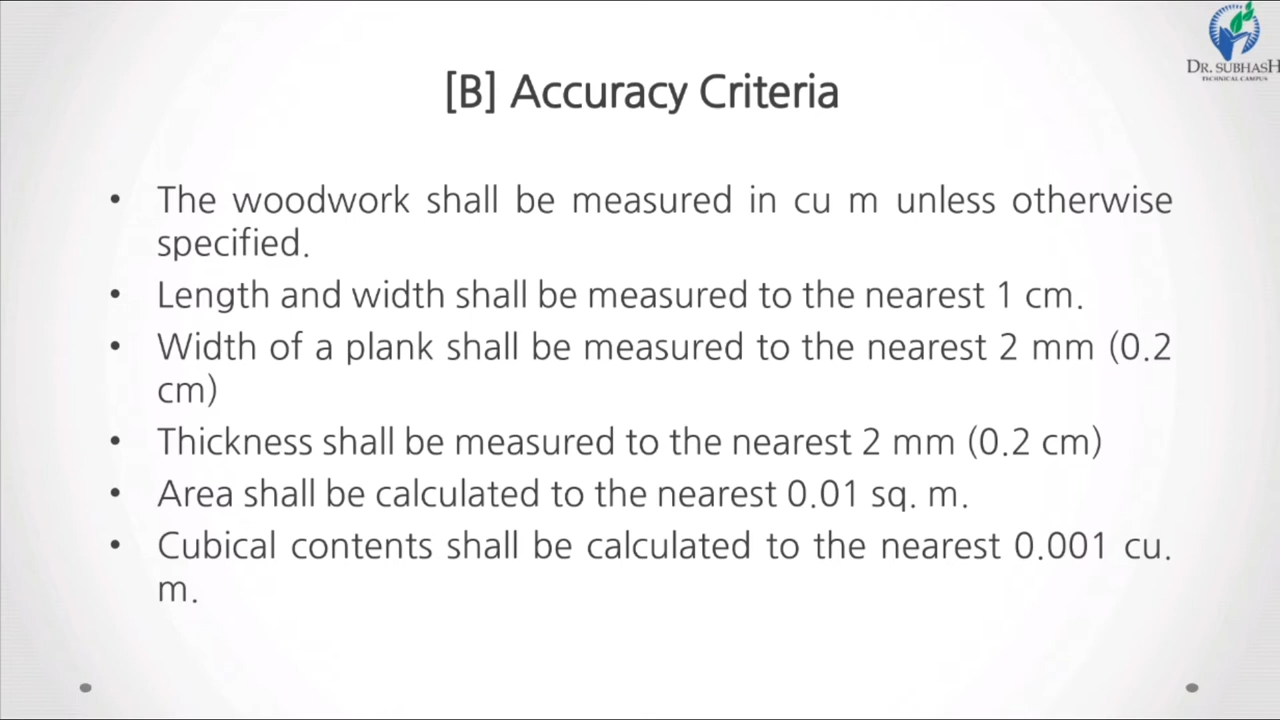 DR. SUBHASH
TECHNICAL CAMPUS
[B] Accuracy Criteria
• The woodwork shall be measured in cu m unless otherwise
specified.
• Length and width shall be measured to the nearest 1 cm.
• Width of a plank shall be measured to the nearest 2 mm (0.2
cm)
• Thickness shall be measured to the nearest 2 mm (0.2 cm)
• Area shall be calculated to the nearest 0.01 sq. m.
• Cubical contents shall be calculated to the nearest 0.001 cu.
m.